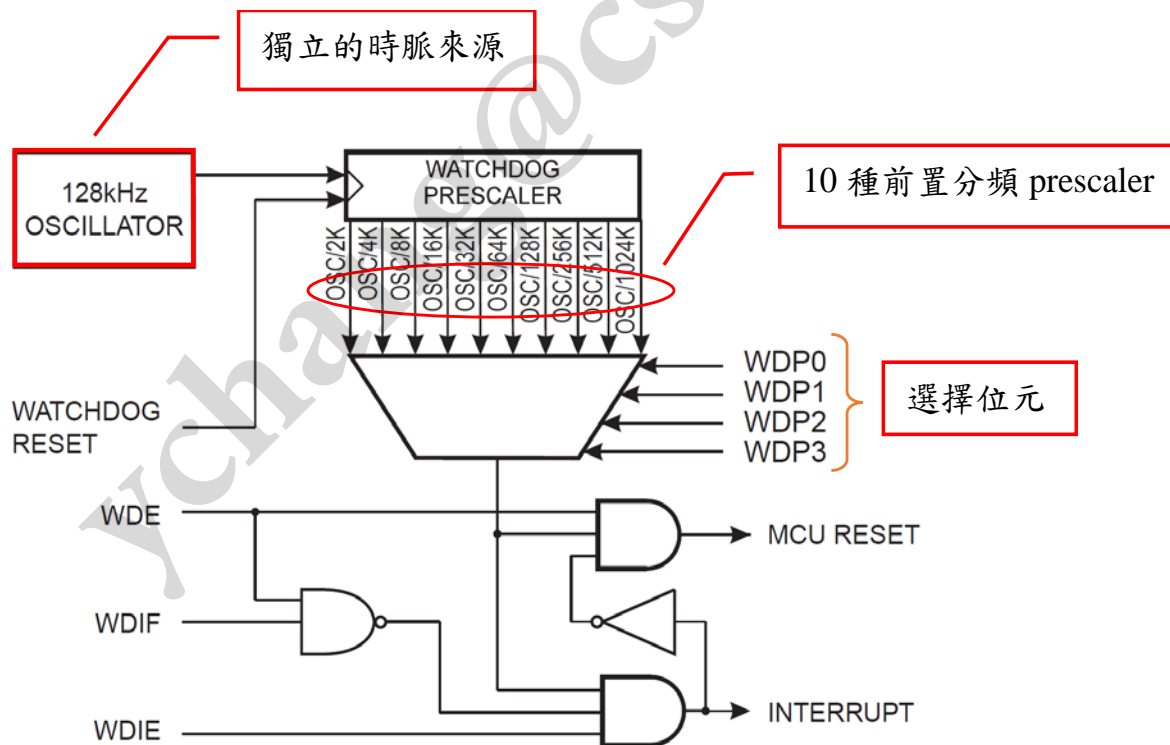 獨立的時脈來源
128kHz
OSCILLATOR
WATCHDOG
PRESCALER
10 種前置分頻 prescaler
OSC/2K
OSC/4K
OSC/8K
OSC/16K
OSC/32K
OSC/64K
OSC/128K
OSC/256K
OSC/512K
OSC/1024K
WDP0
WDP1
WDP2
WDP3
選擇位元
WATCHDOG
RESET
WDE
MCU RESET
WDIF
WDIE
INTERRUPT
ychang@cs